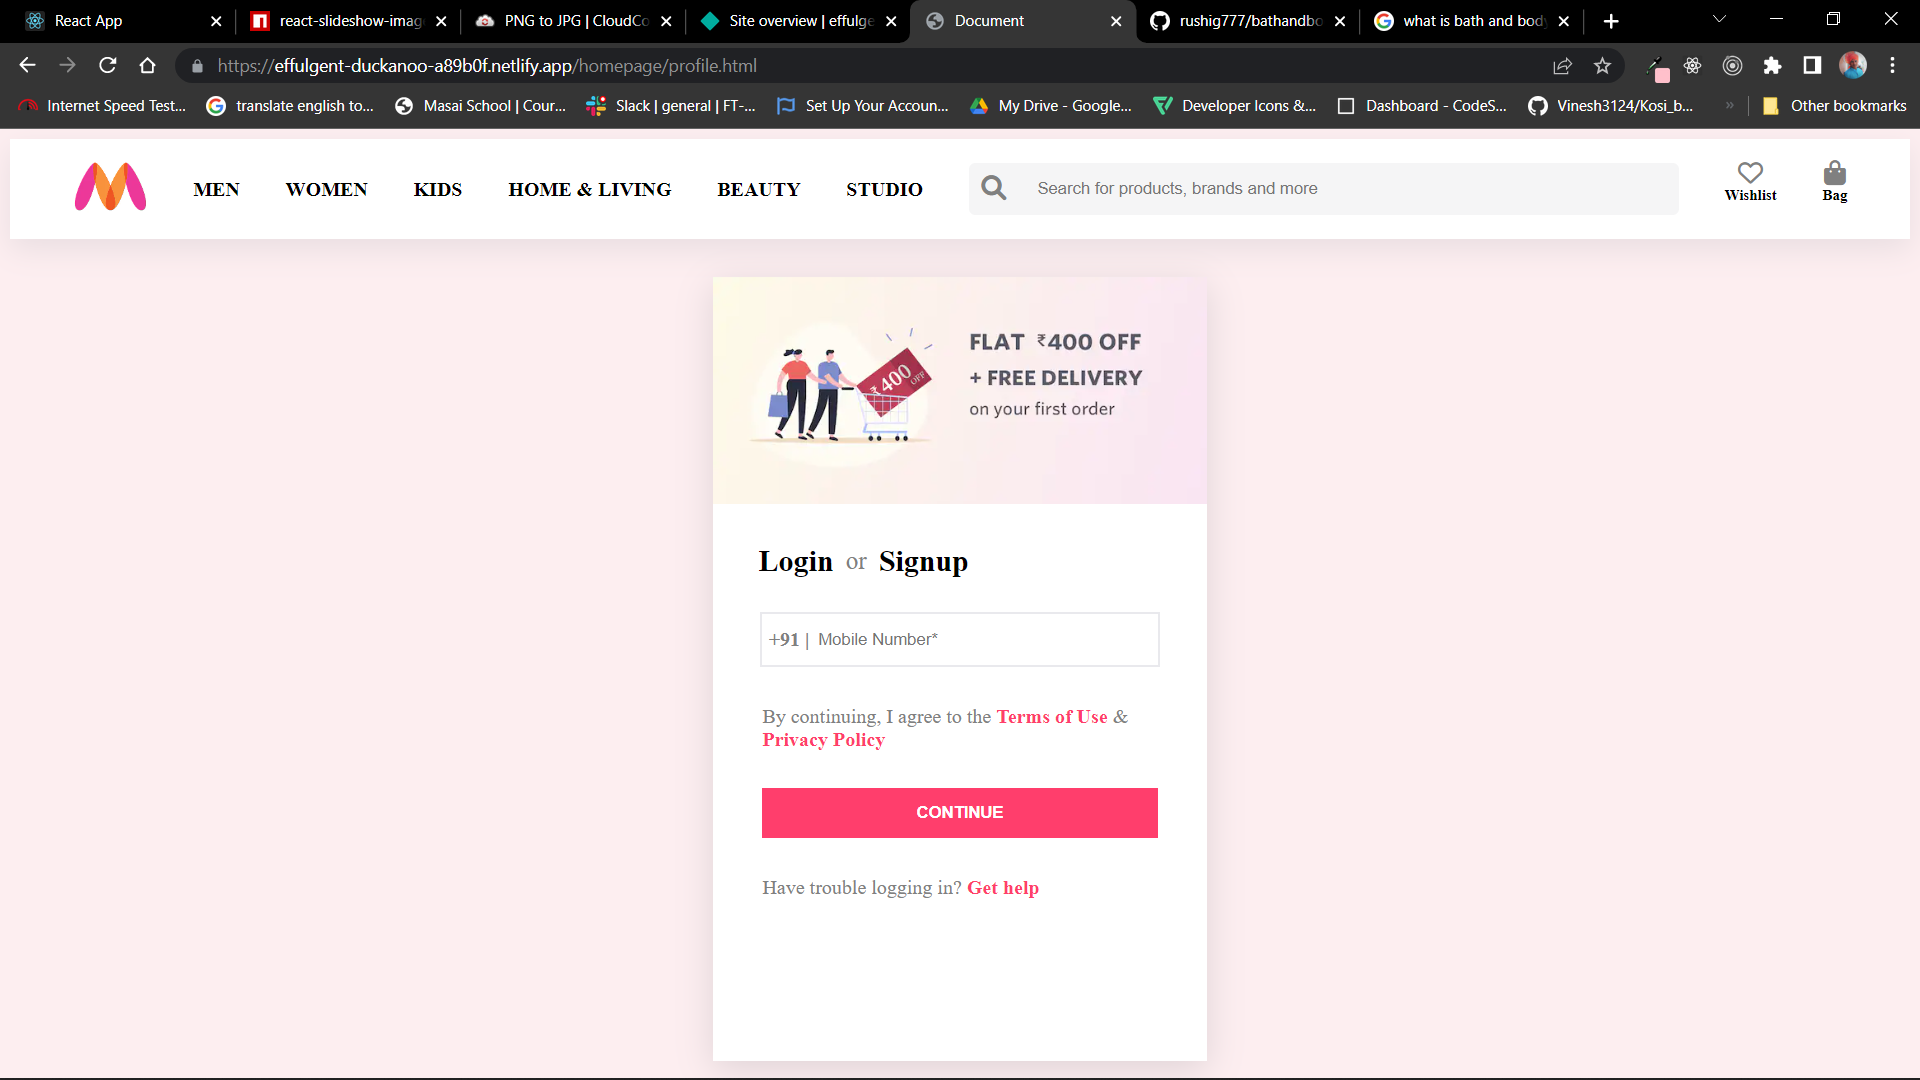 React App
react-slideshow-imag
PNG to JPG | CloudCo
Site overview | effulge
Document
rushig777/bathandbo
what is bath and body
https://effulgent-duckanoo-a89b0f.netlify.app/homepage/profile.html
Internet Speed Test...
translate english to...
Masai School | Cour...
Slack | general | FT-...
Set Up Your Accoun...
My Drive - Google...
Developer Icons &...
Dashboard - CodeS...
Vinesh3124/Kosi_b...
»
Other bookmarks
MEN WOMEN KIDS HOME & LIVING BEAUTY STUDIO
Search for products, brands and more
Wishlist
Bag
₹400 OFF
FLAT ₹400 OFF
+ FREE DELIVERY
on your first order
Login or Signup
+91 | Mobile Number*
By continuing, I agree to the Terms of Use &
Privacy Policy
CONTINUE
Have trouble logging in? Get help